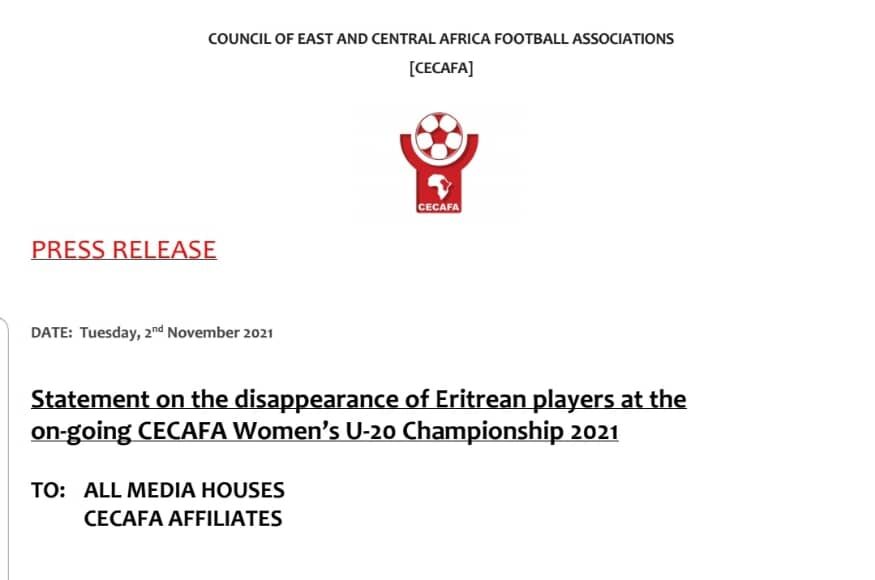 COUNCIL OF EAST AND CENTRAL AFRICA FOOTBALL ASSOCIATIONS
[CECAFA]
CECAFA
PRESS RELEASE
DATE: Tuesday, 2nd November 2021
Statement on the disappearance of Eritrean players at the
on-going CECAFA Women’s U-20 Championship 2021
TO: ALL MEDIA HOUSES
CECAFA AFFILIATES